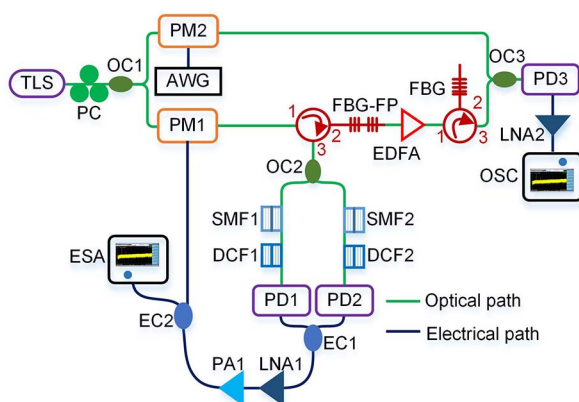 PM2
OC1
OC3
TLS
AWG
FBG
PD3
PC
FBG-FP
2
PM1
1
2
1
3
LNA2
3
EDFA
OC2
OSC
SMF1
SMF2
ESA
DCF1
DCF2
PD1
PD2
Optical path
EC2
EC1
Electrical path
PA1
LNA1